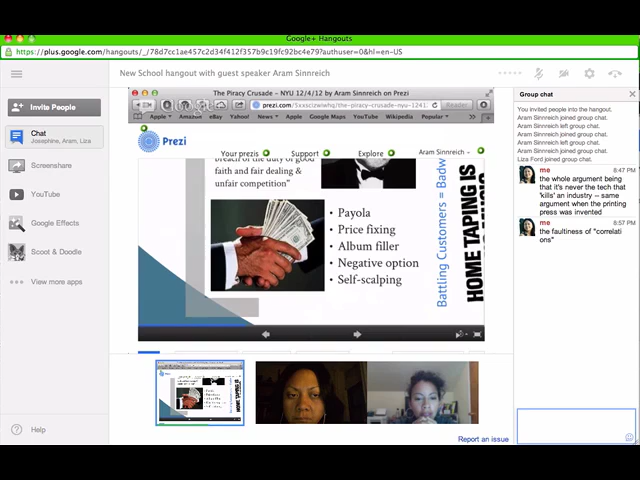 Google+ Hangouts
https://plus.google.com/hangouts/_/78d7cc1ae457c2d34f412f357b9c19fc92bc4e79?authuser=0&hl=en-US
New School hangout with guest speaker Aram Sinnreich
Invite People
Chat
Josephine, Aram, Liza
Screenshare
YouTube
Google Effects
Scoot & Doodle
View more apps
Help
The Piracy Crusade – NYU 12/4/12 by Aram Sinnreich on Prezi
Reader
Apple
Yahoo!
Google Maps
YouTube
Wikipedia
Popular
Prezi
Your prezis
Support
Explore
Aram Sinnreich
breach of the duty of good
faith and fair dealing &
unfair competition"
• Payola
• Price fixing
• Album filler
• Negative option
• Self-scalping
Battling Customers = Badw
HOME TAPING IS
Report an issue
Group chat
You invited people into the hangout.
Aram Sinnreich joined group chat.
Aram Sinnreich left group chat.
Aram Sinnreich joined group chat.
Aram Sinnreich left group chat.
Aram Sinnreich joined group chat.
Liza Ford joined group chat.
me 8:47 PM
the whole argument being
that it's never the tech that
'kills' an industry -- same
argument when the
printing press was
invented
me 8:57 PM
the faultiness of "correlati
ons"